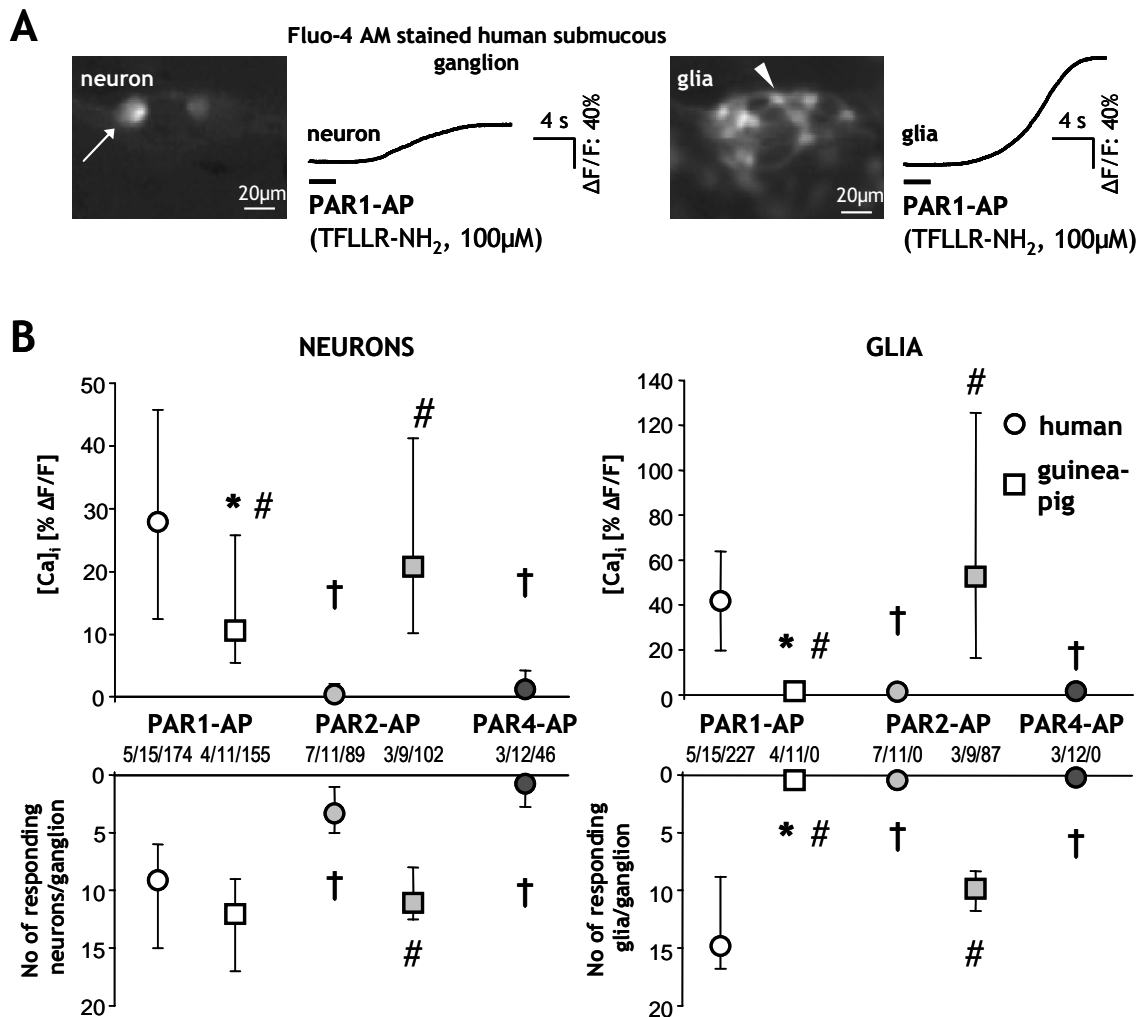 A
Fluo-4 AM stained human submucous
ganglion
neuron
20µm
neuron
4 s
ΔF/F: 40%
PAR1-AP
(TFLLR-NH₂, 100µM)
glia
20µm
glia
4 s
ΔF/F: 40%
PAR1-AP
(TFLLR-NH₂, 100µM)
B
NEURONS
[Ca]ᵢ [% ΔF/F]
50
40
30
20
10
0
* #
†
#
†
PAR1-AP PAR2-AP PAR4-AP
5/15/174 4/11/155 7/11/89 3/9/102 3/12/46
No of responding
neurons/ganglion
0
5
10
15
20
†
#
†
GLIA
[Ca]ᵢ [% ΔF/F]
140
120
100
80
60
40
20
0
* #
†
#
†
human
guinea-
pig
PAR1-AP PAR2-AP PAR4-AP
5/15/227 4/11/0 7/11/0 3/9/87 3/12/0
No of responding
glia/ganglion
0
5
10
15
20
* #
†
#
†